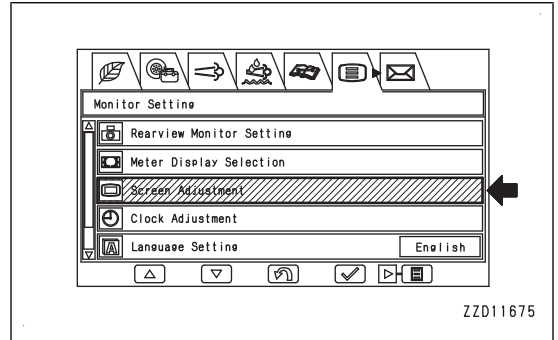 Monitor Setting
Rearview Monitor Setting
Meter Display Selection
Screen Adjustment
Clock Adjustment
A
Language Setting
English
ZZD11675